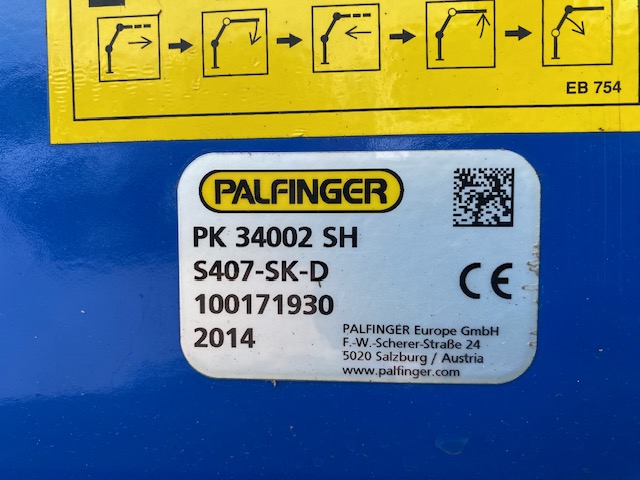 EB 754
PALFINGER
PK 34002 SH
S407-SK-D
100171930
2014
CE
PALFINGER Europe GmbH
F.-W.-Scherer-Straße 24
5020 Salzburg / Austria
www.palfinger.com